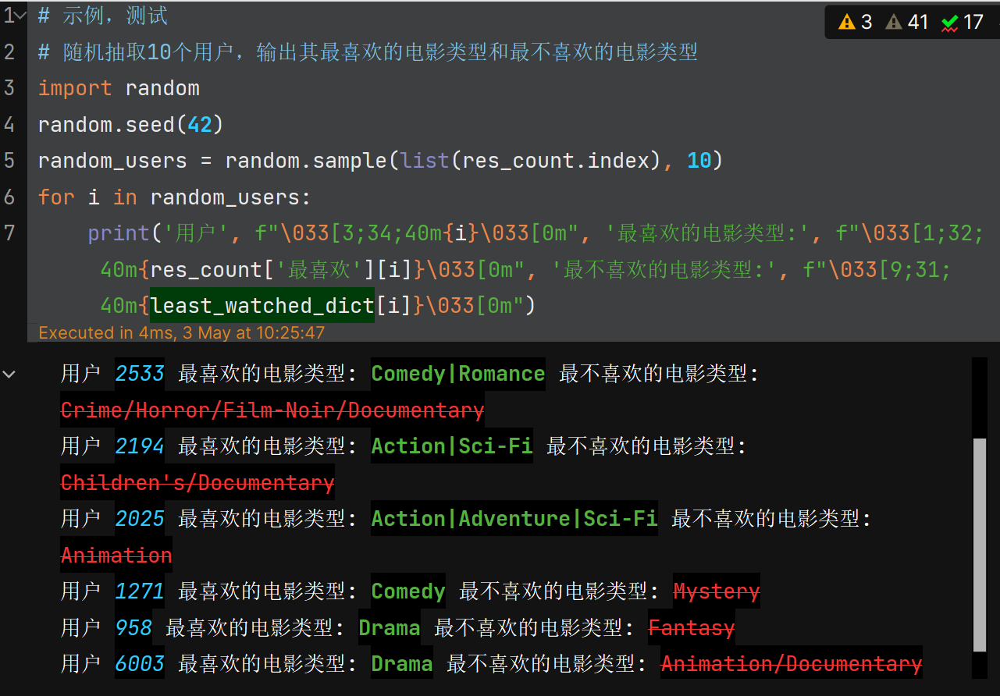 3 41 17
1 # 示例，测试
2 # 随机抽取10个用户，输出其最喜欢的电影类型和最不喜欢的电影类型
3 import random
4 random.seed(42)
5 random_users = random.sample(list(res_count.index), 10)
6 for i in random_users:
7 print('用户', f"\033[3;34;40m{i}\033[0m", '最喜欢的电影类型:', f"\033[1;32;
40m{res_count['最喜欢'][i]}\033[0m", '最不喜欢的电影类型:', f"\033[9;31;
40m{least_watched_dict[i]}\033[0m")
Executed in 4ms, 3 May at 10:25:47
用户 2533 最喜欢的电影类型: Comedy|Romance 最不喜欢的电影类型:
Crime/Horror/Film-Noir/Documentary
用户 2194 最喜欢的电影类型: Action|Sci-Fi 最不喜欢的电影类型:
Children's/Documentary
用户 2025 最喜欢的电影类型: Action|Adventure|Sci-Fi 最不喜欢的电影类型:
Animation
用户 1271 最喜欢的电影类型: Comedy 最不喜欢的电影类型: Mystery
用户 958 最喜欢的电影类型: Drama 最不喜欢的电影类型: Fantasy
用户 6003 最喜欢的电影类型: Drama 最不喜欢的电影类型: Animation/Documentary